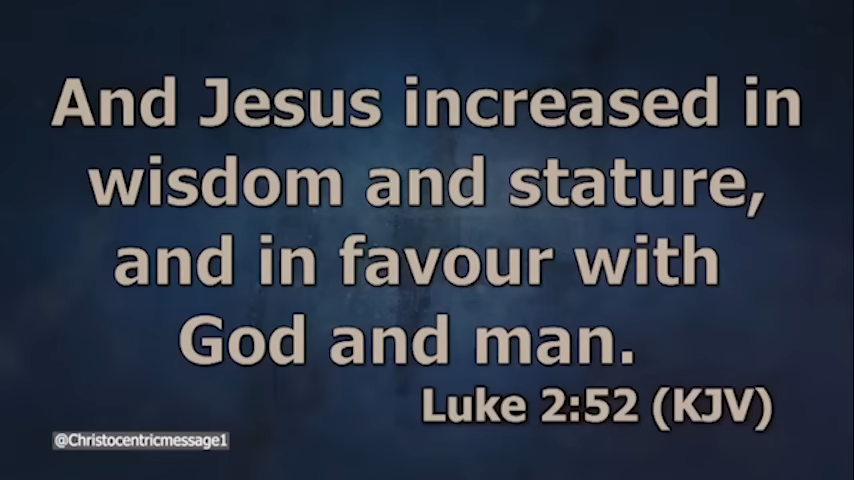 And Jesus increased in
wisdom and stature,
and in favour with
God and man.
Luke 2:52 (KJV)
@Christocentricmessage1